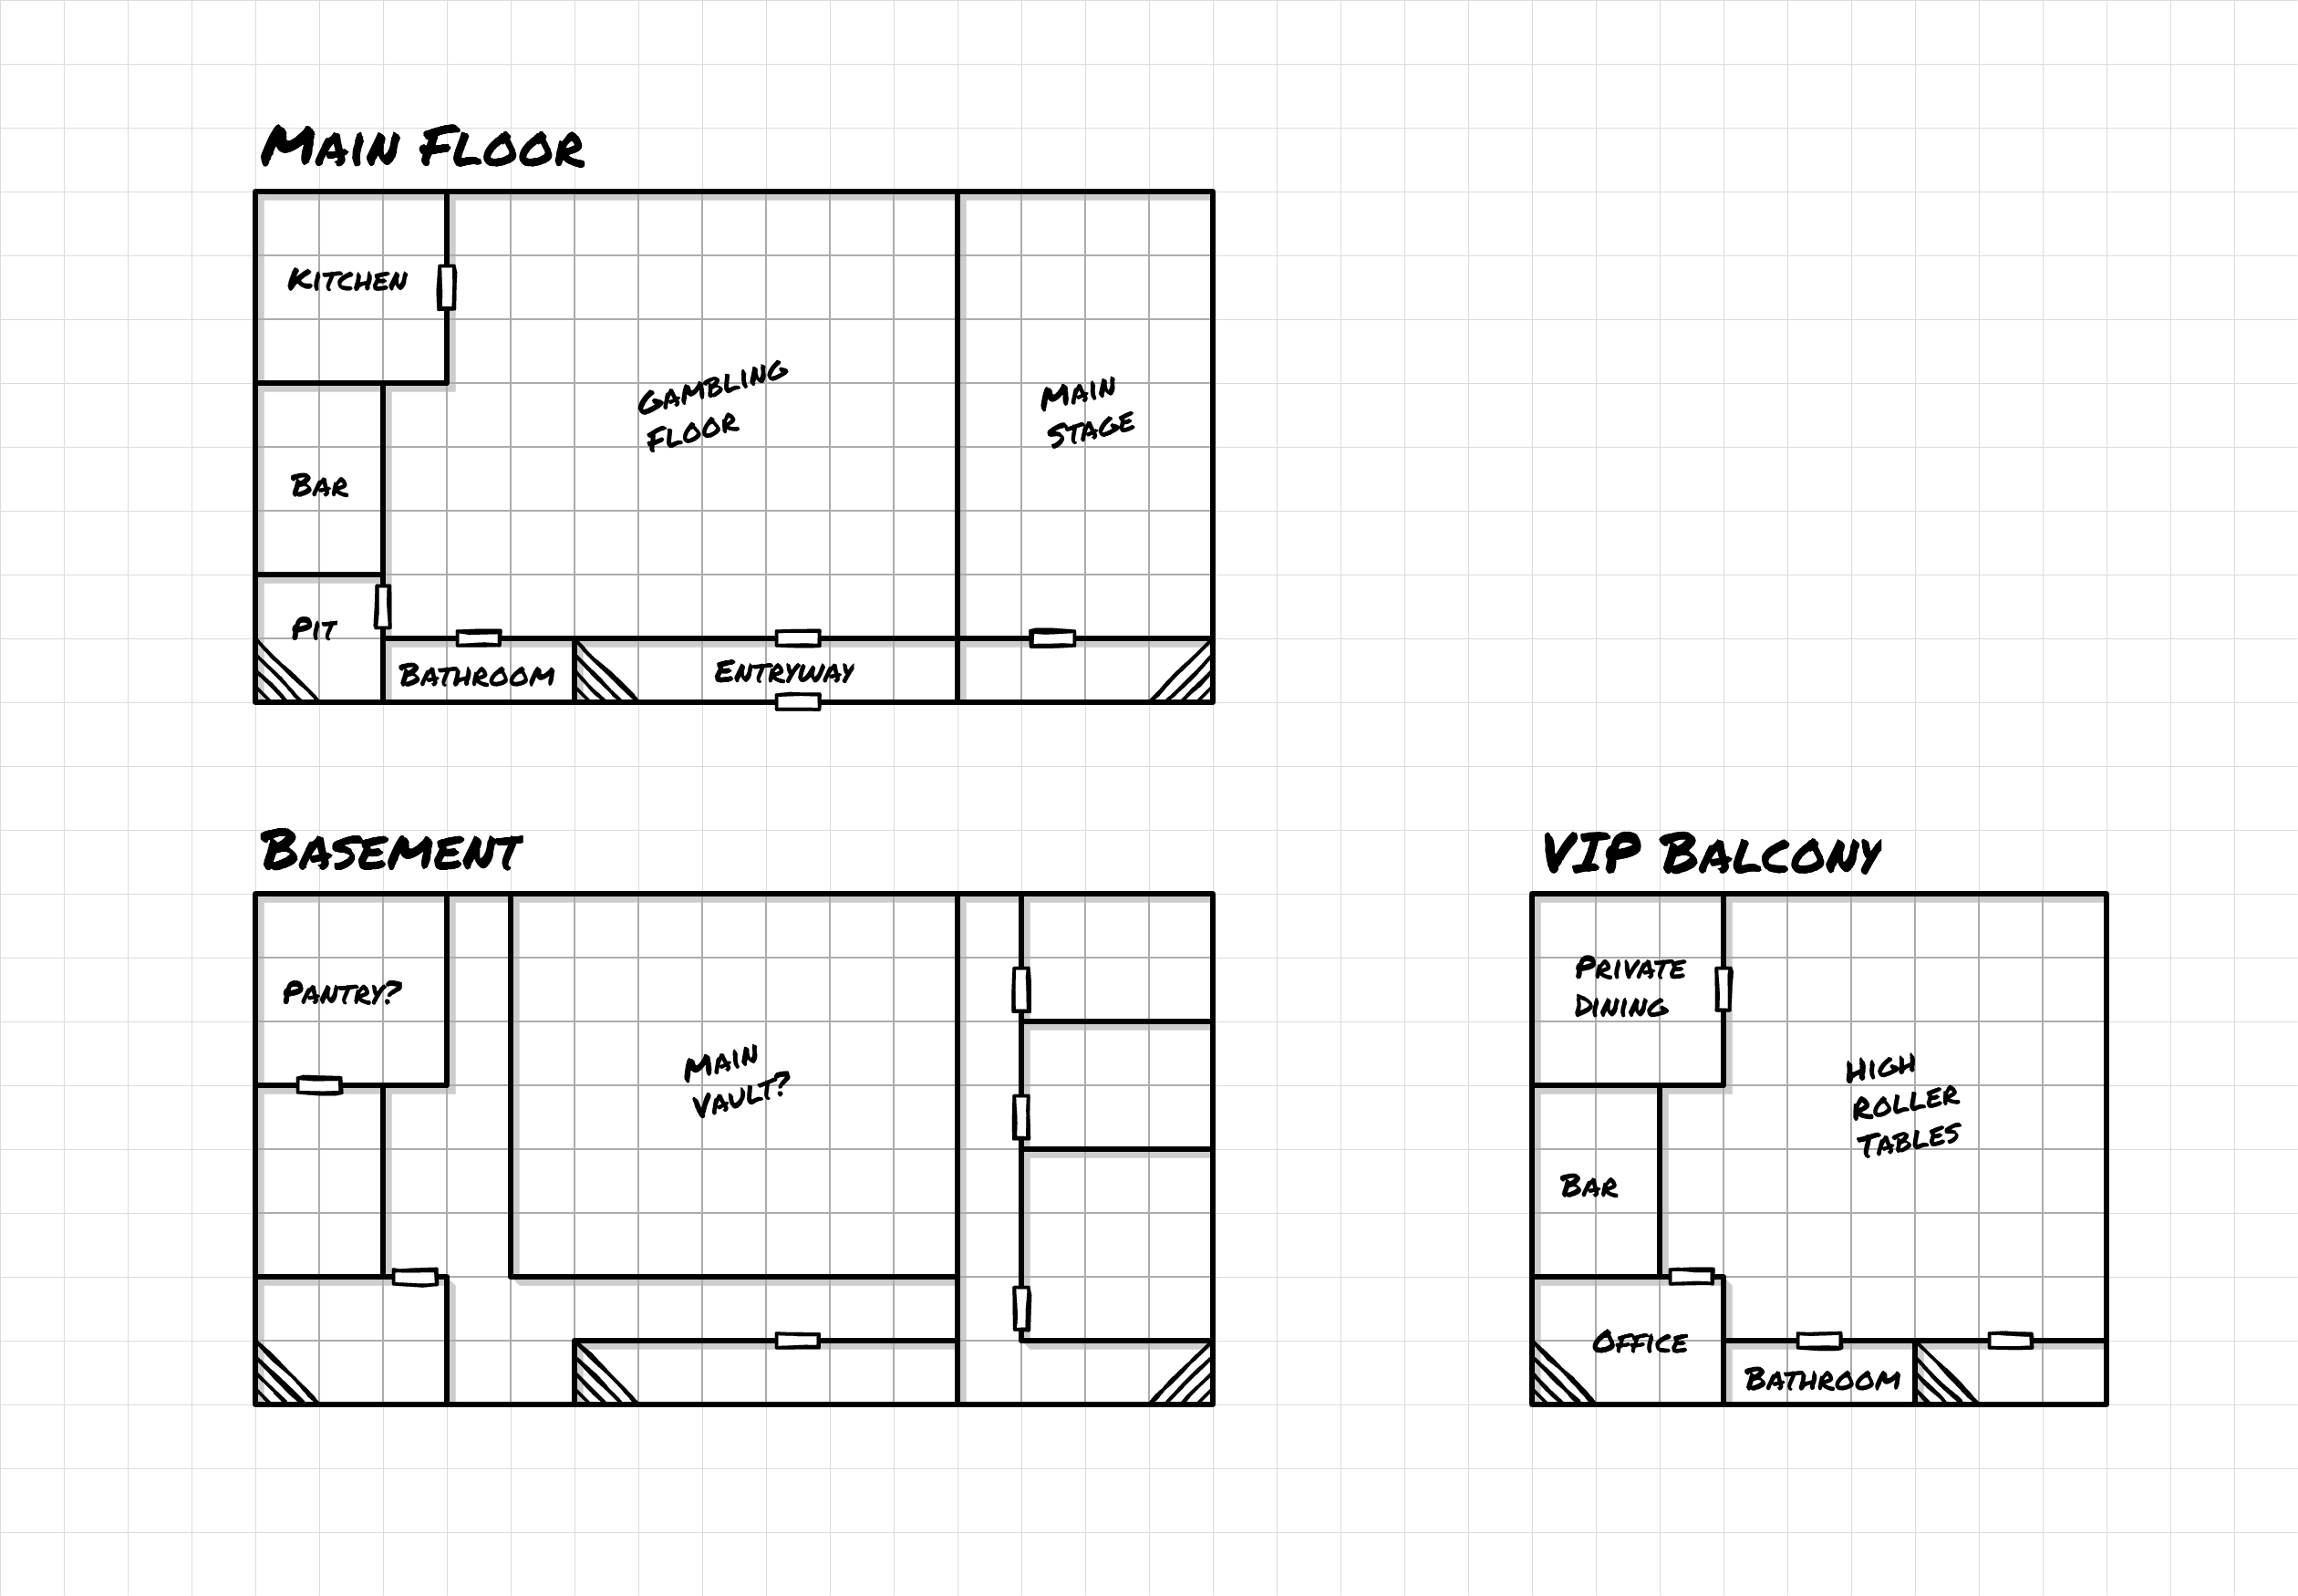 Main Floor
Kitchen
Gambling
Floor
Main
Stage
Bar
Pit
Bathroom
Entryway
Basement
Pantry?
Main
Vault?
VIP Balcony
Private
Dining
High
Roller
Tables
Bar
Office
Bathroom